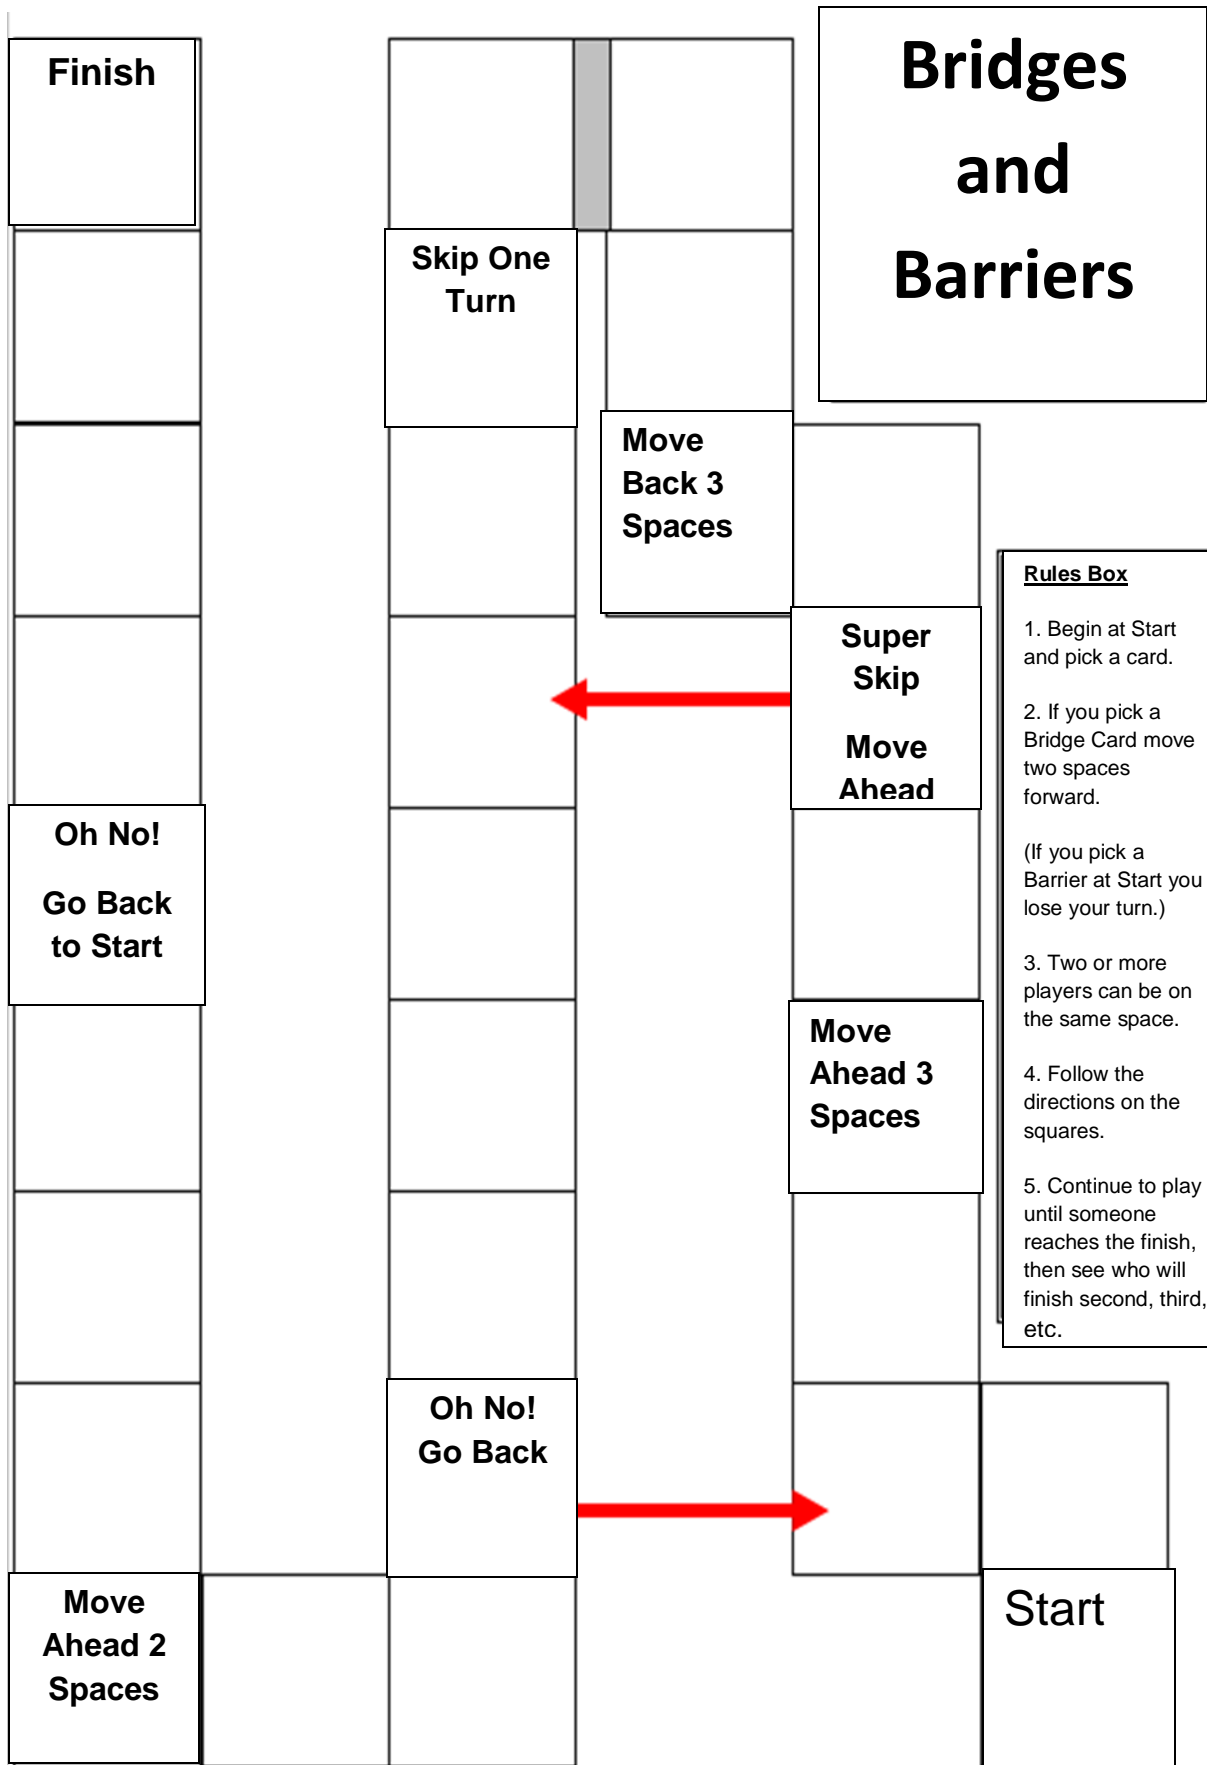 Finish
Bridges
and
Barriers
Skip One
Turn
Move
Back 3
Spaces
Rules Box
1. Begin at Start
and pick a card.
2. If you pick a
Bridge Card move
two spaces
forward.
(If you pick a
Barrier at Start you
lose your turn.)
3. Two or more
players can be on
the same space.
4. Follow the
directions on the
squares.
5. Continue to play
until someone
reaches the finish,
then see who will
finish second, third,
etc.
Super
Skip
Move
Ahead
Oh No!
Go Back
to Start
Move
Ahead 3
Spaces
Oh No!
Go Back
Move
Ahead 2
Spaces
Start